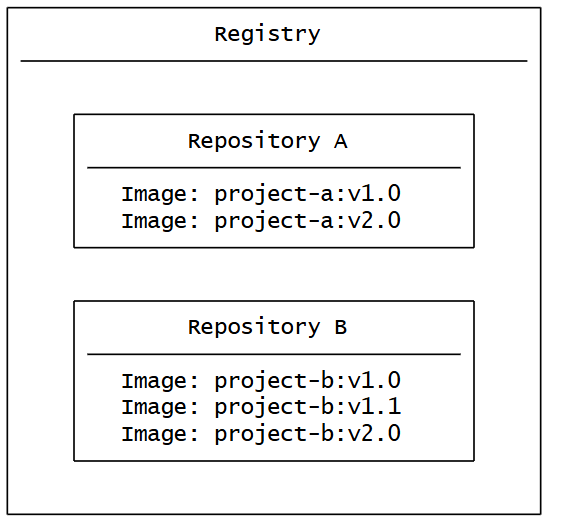 Registry
Repository A
Image: project-a:v1.0
Image: project-a:v2.0
Repository B
Image: project-b:v1.0
Image: project-b:v1.1
Image: project-b:v2.0